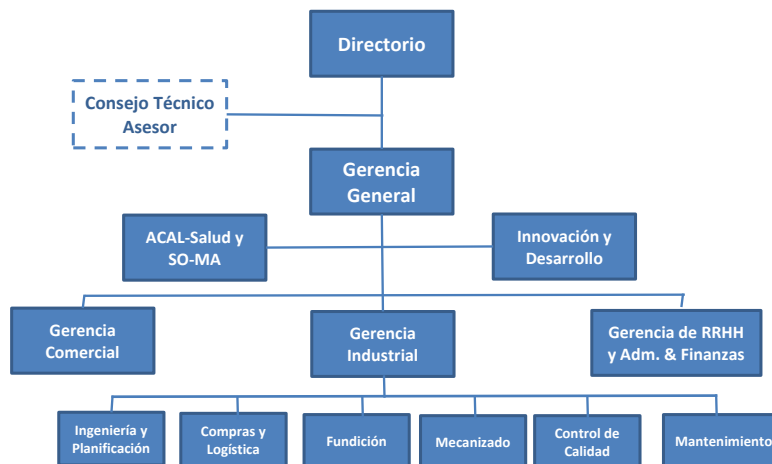 Directorio
Consejo Técnico
Asesor
Gerencia
General
ACAL-Salud y
SO-MA
Innovación y
Desarrollo
Gerencia
Comercial
Gerencia
Industrial
Gerencia de RRHH
y Adm. & Finanzas
Ingeniería y
Planificación
Compras y
Logística
Fundición
Mecanizado
Control de
Calidad
Mantenimiento